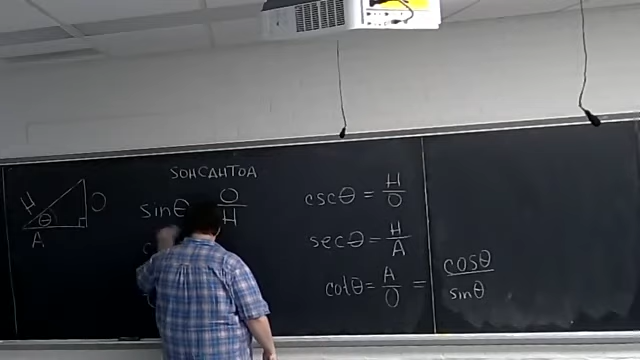 SOHCAHTOA
H
θ
O
A
sinθ O/H
c
cscθ = H/O
secθ = H/A
cotθ = A/O = cosθ/sinθ